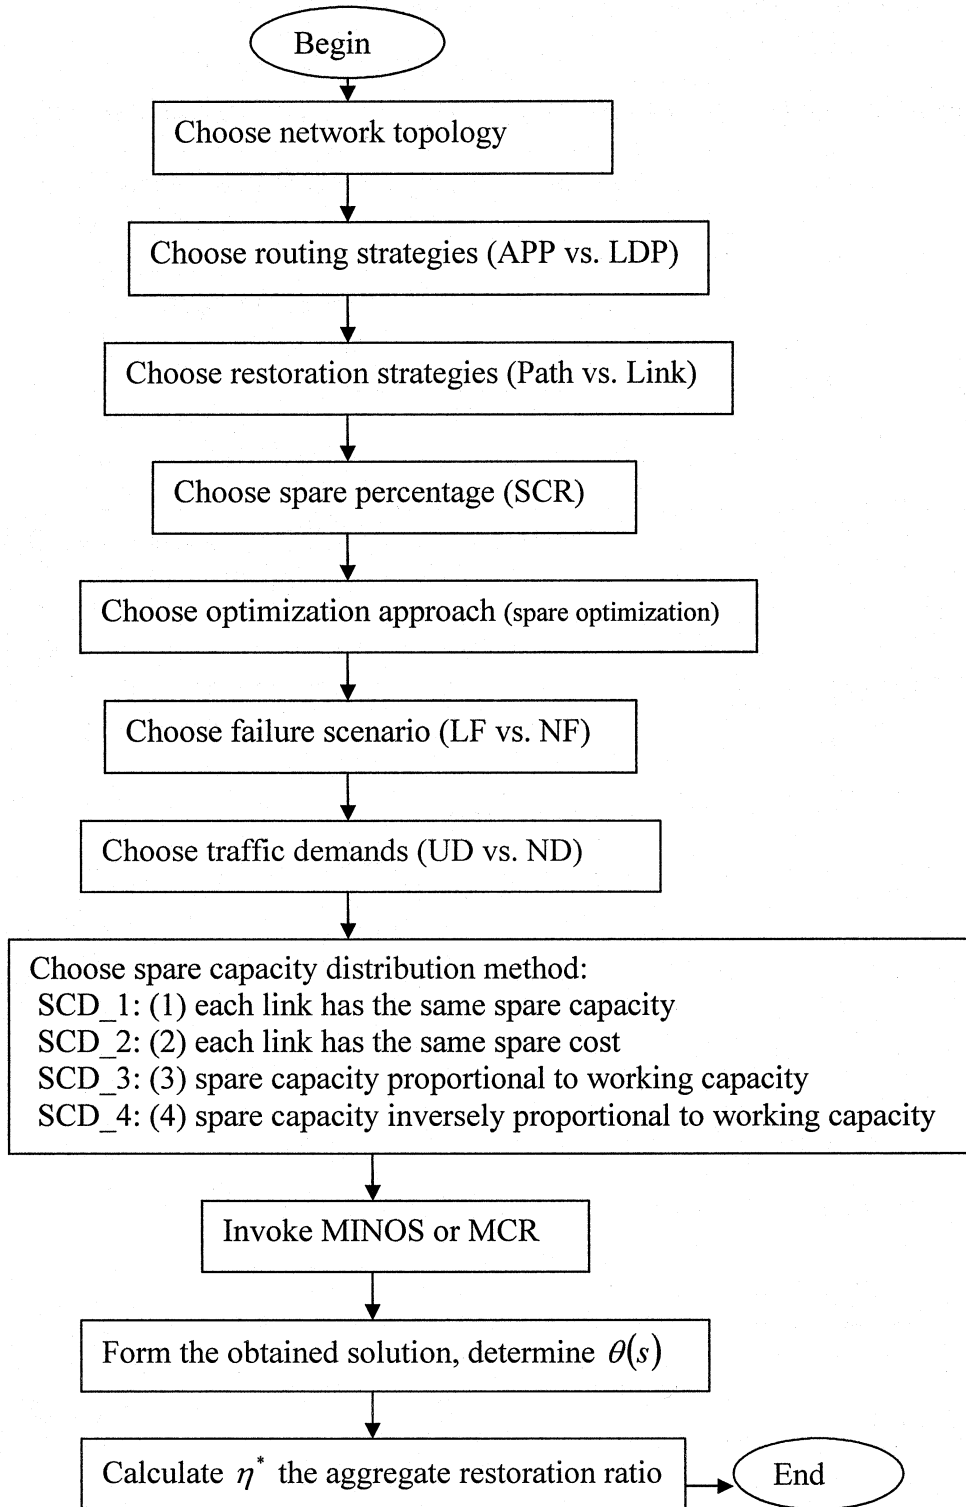 Begin
Choose network topology
Choose routing strategies (APP vs. LDP)
Choose restoration strategies (Path vs. Link)
Choose spare percentage (SCR)
Choose optimization approach (spare optimization)
Choose failure scenario (LF vs. NF)
Choose traffic demands (UD vs. ND)
Choose spare capacity distribution method:
SCD_1: (1) each link has the same spare capacity
SCD_2: (2) each link has the same spare cost
SCD_3: (3) spare capacity proportional to working capacity
SCD_4: (4) spare capacity inversely proportional to working capacity
Invoke MINOS or MCR
Form the obtained solution, determine θ(s)
Calculate η* the aggregate restoration ratio
End